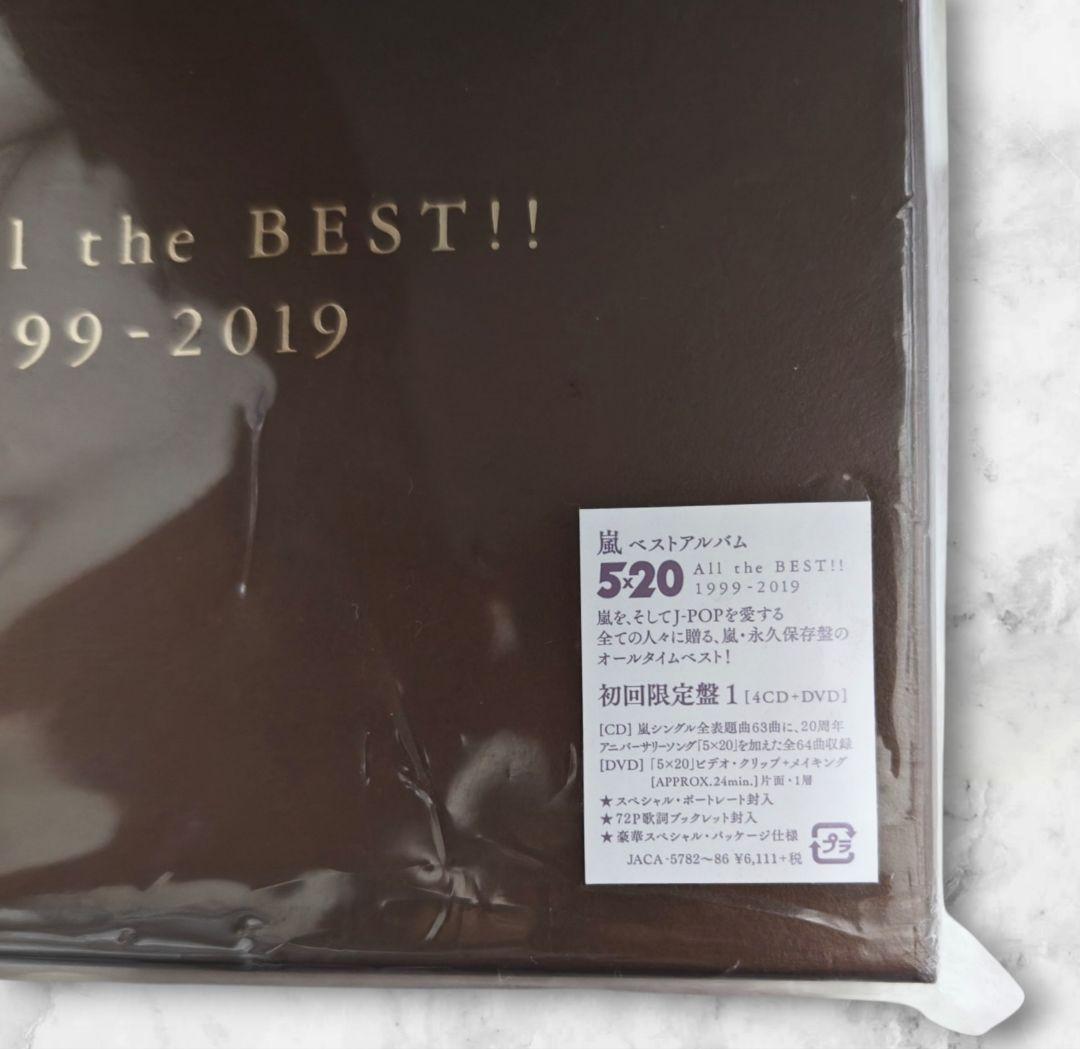 l the BEST!!
99-2019
嵐 ベストアルバム
5×20 All the BEST!!
1999-2019
嵐を、そしてJ-POPを愛する
全ての人々に贈る、嵐・永久保存盤の
オールタイムベスト!
初回限定盤1[4CD+DVD]
[CD] 嵐シングル全表題曲63曲に、20周年
アニバーサリーソング「5×20」を加えた全64曲収録
[DVD]「5×20」ビデオ・クリップ+メイキング
[APPROX.24min.]片面・1層
★スペシャル・ポートレート封入
★72P歌詞ブックレット封入
★豪華スペシャル・パッケージ仕様
プラ
JACA-5782〜86 ¥6,111+税